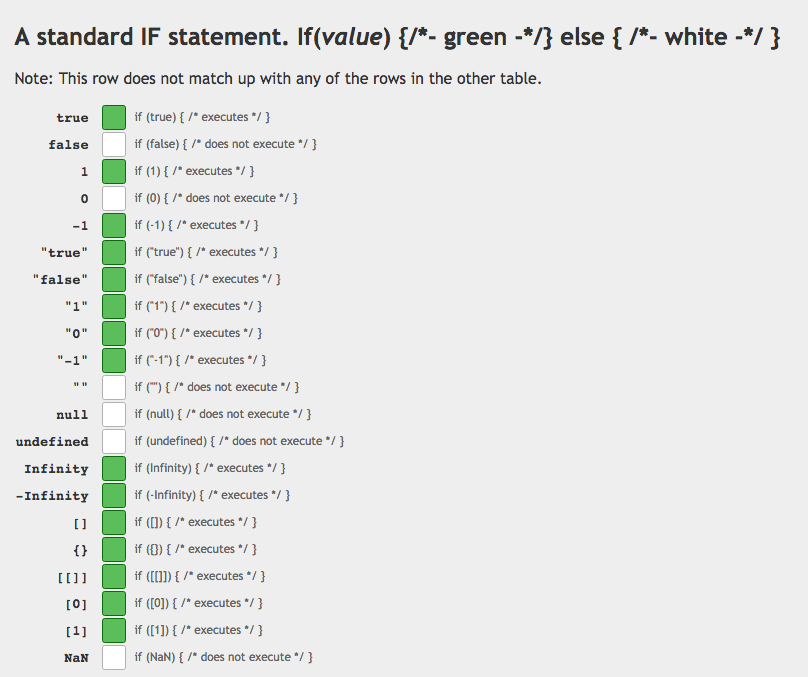 A standard IF statement. If(value) {/*- green -*/} else { /*- white -*/ }
Note: This row does not match up with any of the rows in the other table.
true if (true) { /* executes */ }
false if (false) { /* does not execute */ }
1 if (1) { /* executes */ }
0 if (0) { /* does not execute */ }
-1 if (-1) { /* executes */ }
"true" if ("true") { /* executes */ }
"false" if ("false") { /* executes */ }
"1" if ("1") { /* executes */ }
"0" if ("0") { /* executes */ }
"-1" if ("-1") { /* executes */ }
"" if ("") { /* does not execute */ }
null if (null) { /* does not execute */ }
undefined if (undefined) { /* does not execute */ }
Infinity if (Infinity) { /* executes */ }
-Infinity if (-Infinity) { /* executes */ }
[] if ([]) { /* executes */ }
{} if ({}) { /* executes */ }
[[]] if ([[]]) { /* executes */ }
[0] if ([0]) { /* executes */ }
[1] if ([1]) { /* executes */ }
NaN if (NaN) { /* does not execute */ }